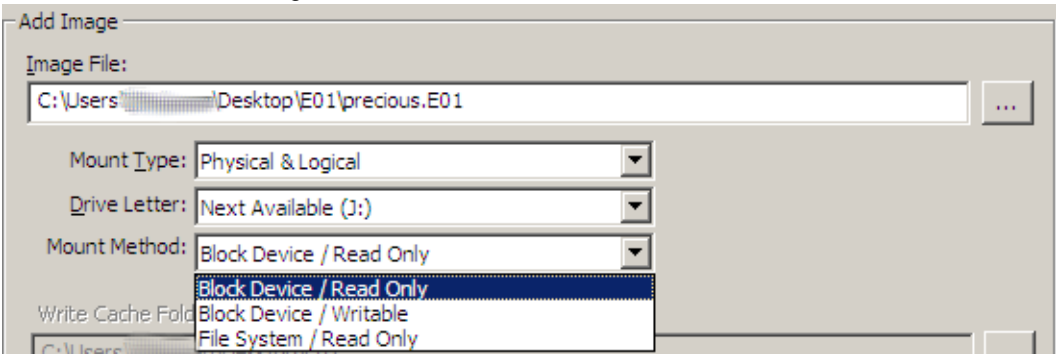 Add Image
Image File:
C:\Users\ \Desktop\E01\precious.E01
...
Mount Type: Physical & Logical
Drive Letter: Next Available (J:)
Mount Method: Block Device / Read Only
Block Device / Read Only
Write Cache Fold
Block Device / Writable
File System / Read Only
C:\Users